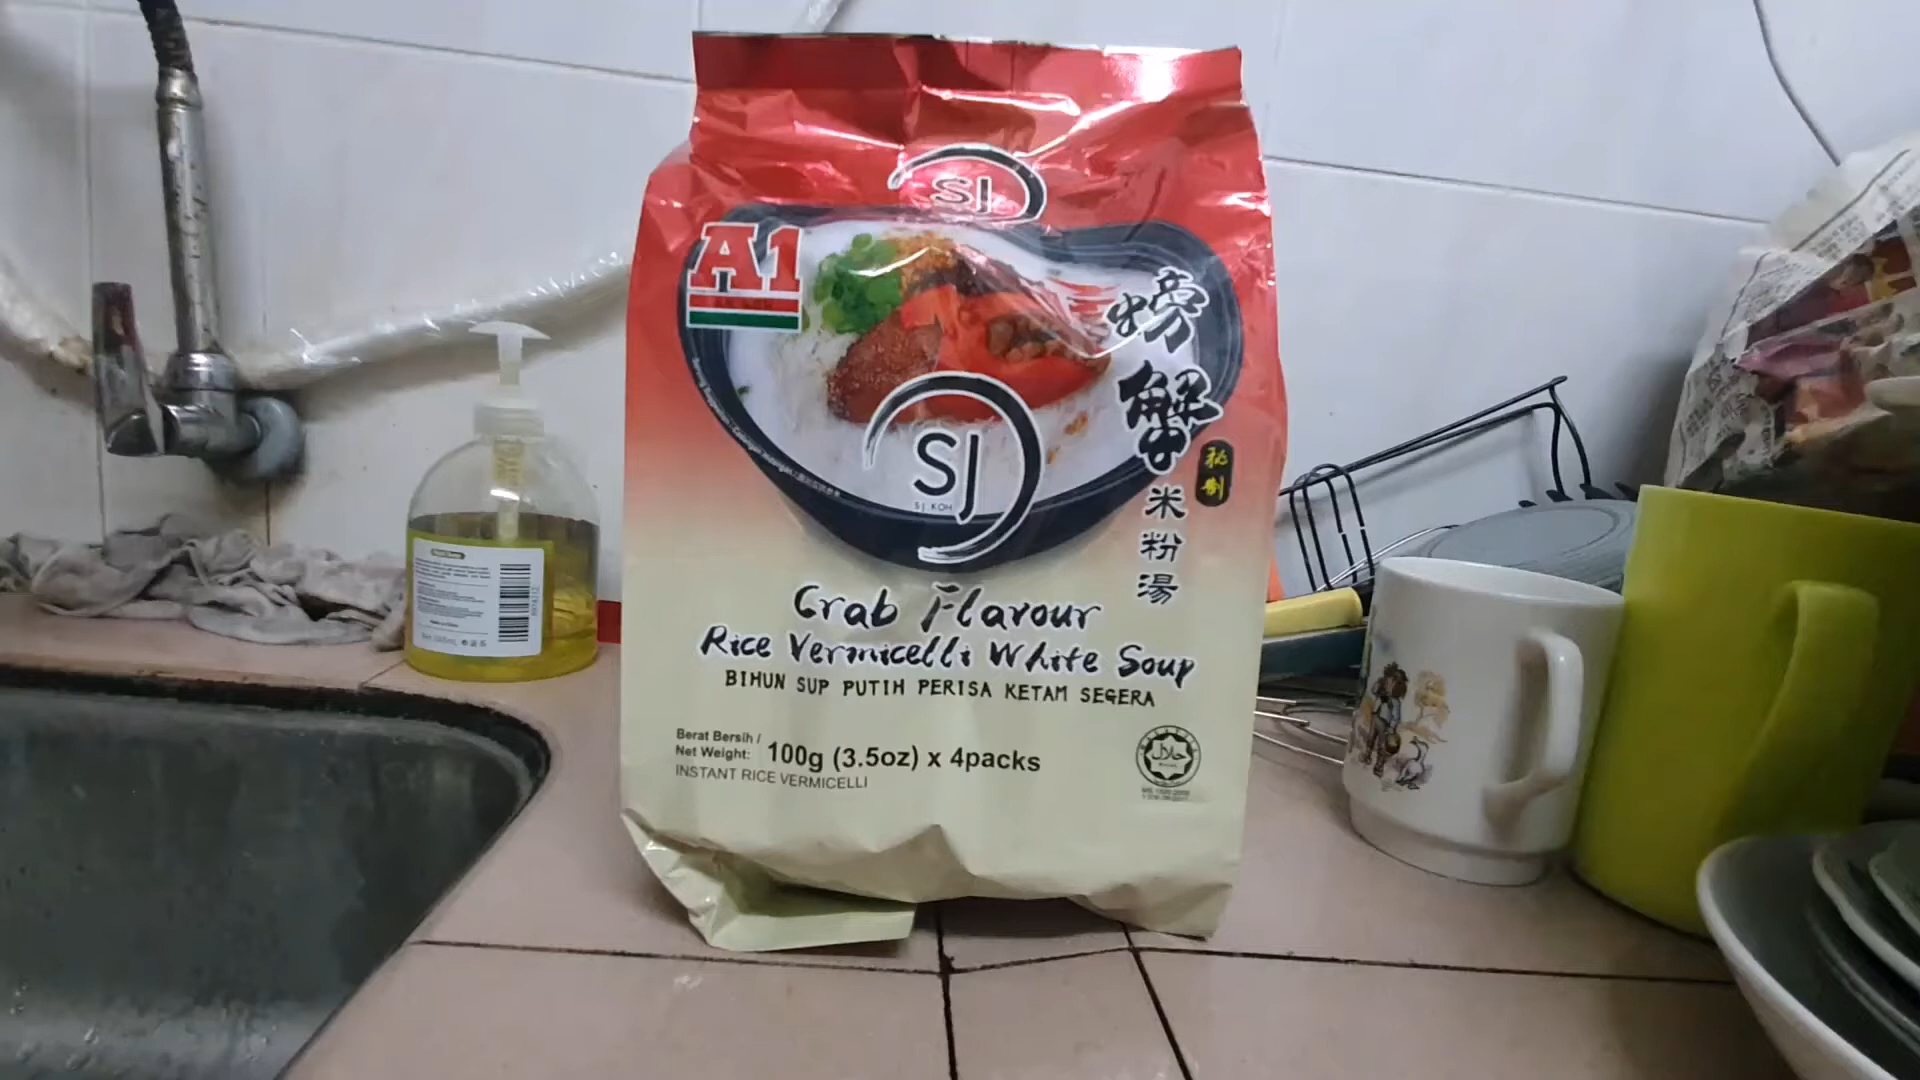 SJ
A1
螃蟹
秘制
米粉湯
SJ
SJ KOH
Crab Flavour
Rice Vermicelli White Soup
BIHUN SUP PUTIH PERISA KETAM SEGERA
Berat Bersih /
Net Weight: 100g (3.5oz) x 4packs
INSTANT RICE VERMICELLI
حلال